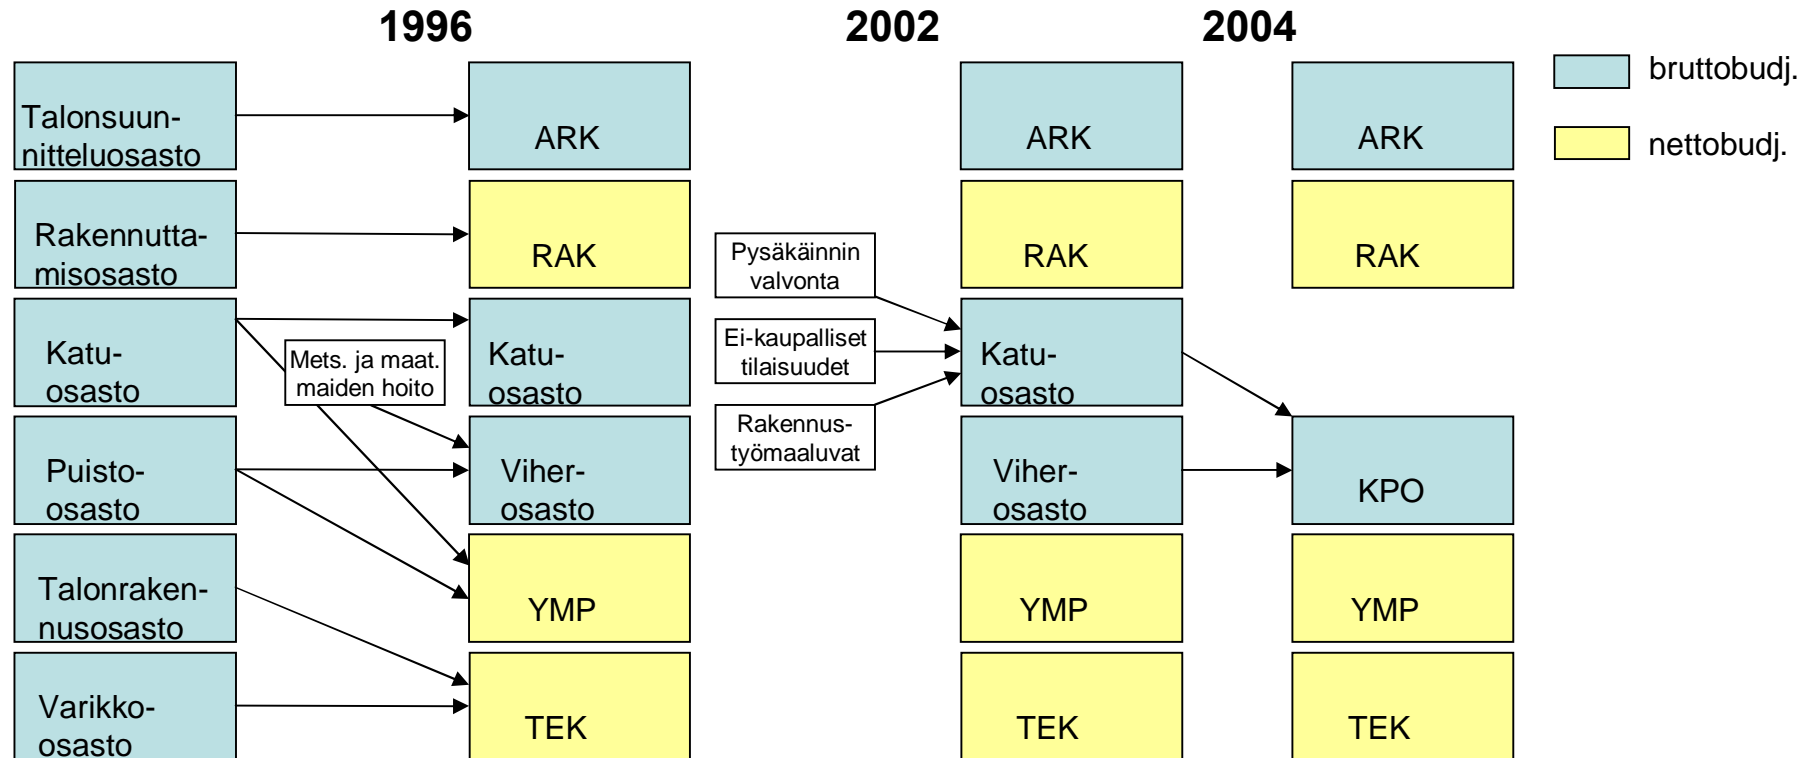 1996
2002
2004
bruttobudj.
nettobudj.
Talonsuun-
nitteluosasto
ARK
ARK
ARK
Rakennutta-
misosasto
RAK
RAK
RAK
Pysäkäinnin
valvonta
Katu-
osasto
Mets. ja maat.
maiden hoito
Katu-
osasto
Ei-kaupalliset
tilaisuudet
Katu-
osasto
Rakennus-
työmaaluvat
Puisto-
osasto
Viher-
osasto
Viher-
osasto
KPO
Talonraken-
nusosasto
YMP
YMP
YMP
Varikko-
osasto
TEK
TEK
TEK